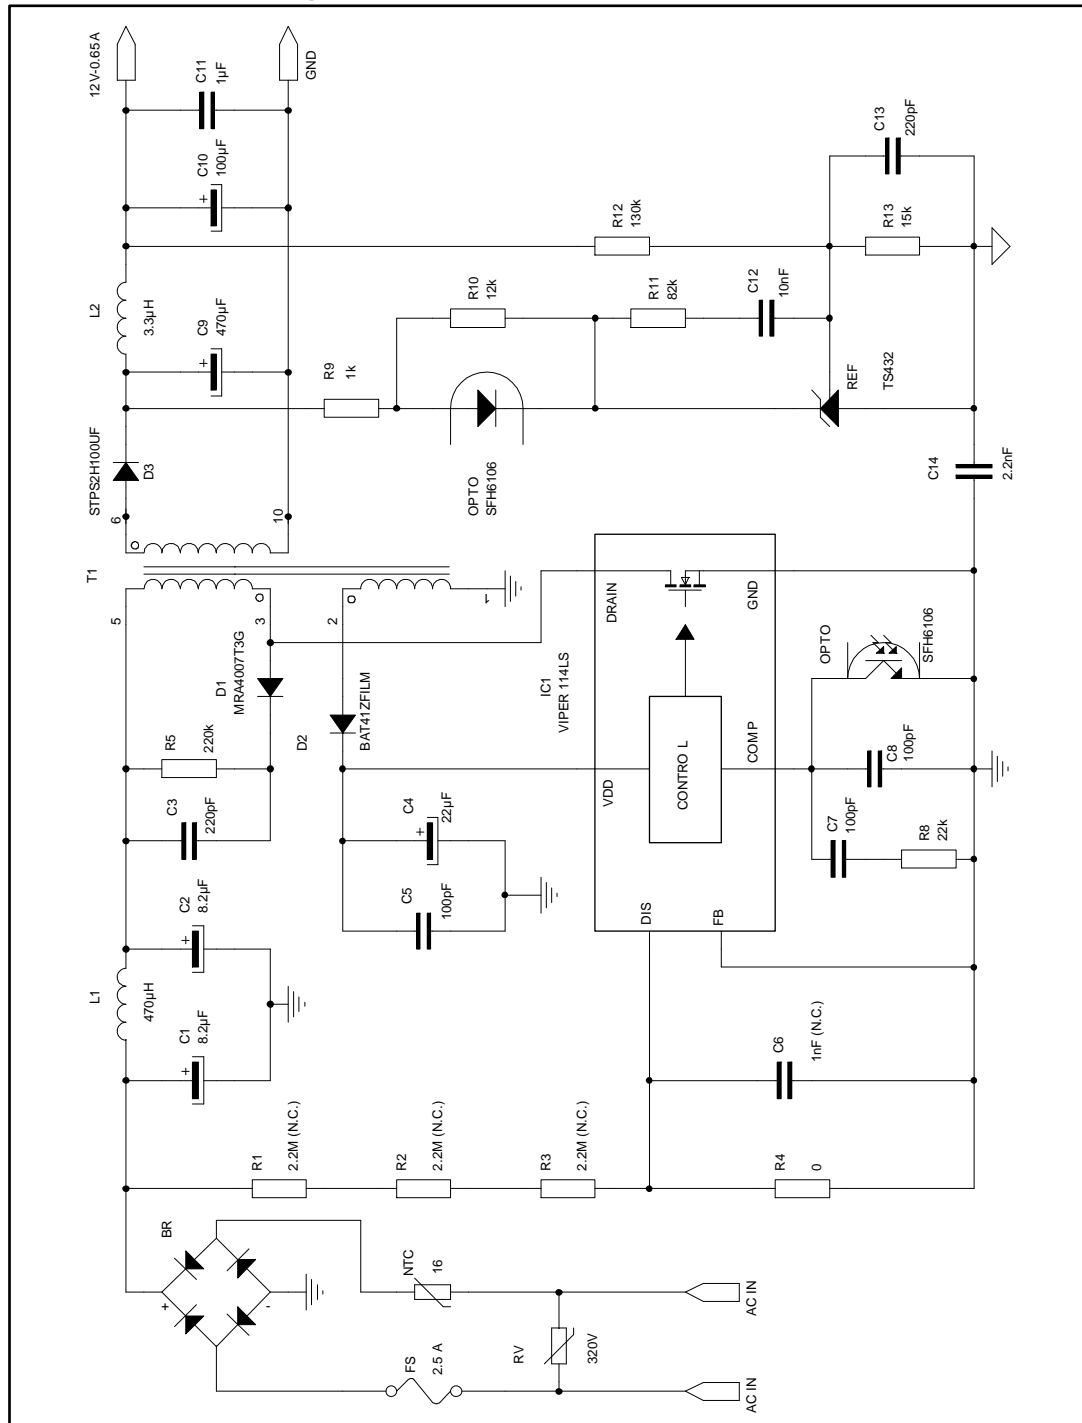 AC IN
AC IN
RV
320V
FS
2.5 A
NTC
16
BR
+
-
R1
2.2M (N.C.)
R2
2.2M (N.C.)
R3
2.2M (N.C.)
R4
0
C6
1nF (N.C.)
L1
470µH
C1
8.2µF
+
C2
8.2µF
+
C3
220pF
R5
220k
D1
MRA4007T3G
D2
BAT41ZFILM
C5
100pF
C4
22µF
+
T1
5
3
2
1
6
10
IC1
VIPER 114LS
DIS
FB
VDD
CONTRO L
COMP
DRAIN
GND
C7
100pF
R8
22k
C8
100pF
OPTO
SFH6106
C14
2.2nF
STPS2H100UF
D3
OPTO
SFH6106
R9
1k
C9
470µF
+
L2
3.3µH
R10
12k
R11
82k
C12
10nF
REF
TS432
R12
130k
R13
15k
C13
220pF
C10
100µF
+
C11
1µF
12V-0.65A
GND